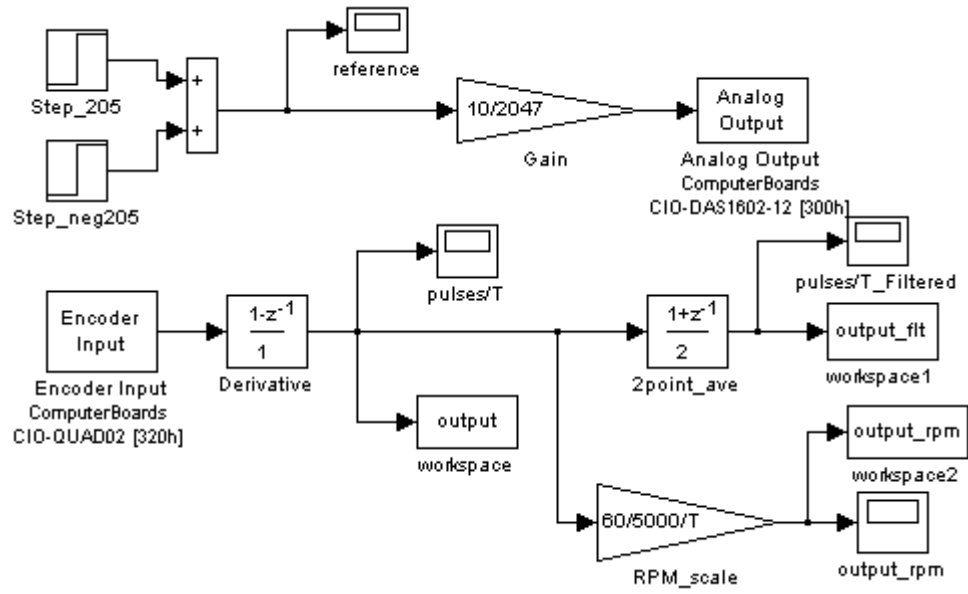 Step_205
+
+
Step_neg205
reference
10/2047
Gain
Analog
Output
Analog Output
ComputerBoards
CIO-DAS1602-12 [300h]
Encoder
Input
Encoder Input
ComputerBoards
CIO-QUAD02 [320h]
1-z⁻¹
1
Derivative
pulses/T
output
workspace
1+z⁻¹
2
2point_ave
pulses/T_Filtered
output_flt
workspace1
60/5000/T
RPM_scale
output_rpm
workspace2
output_rpm